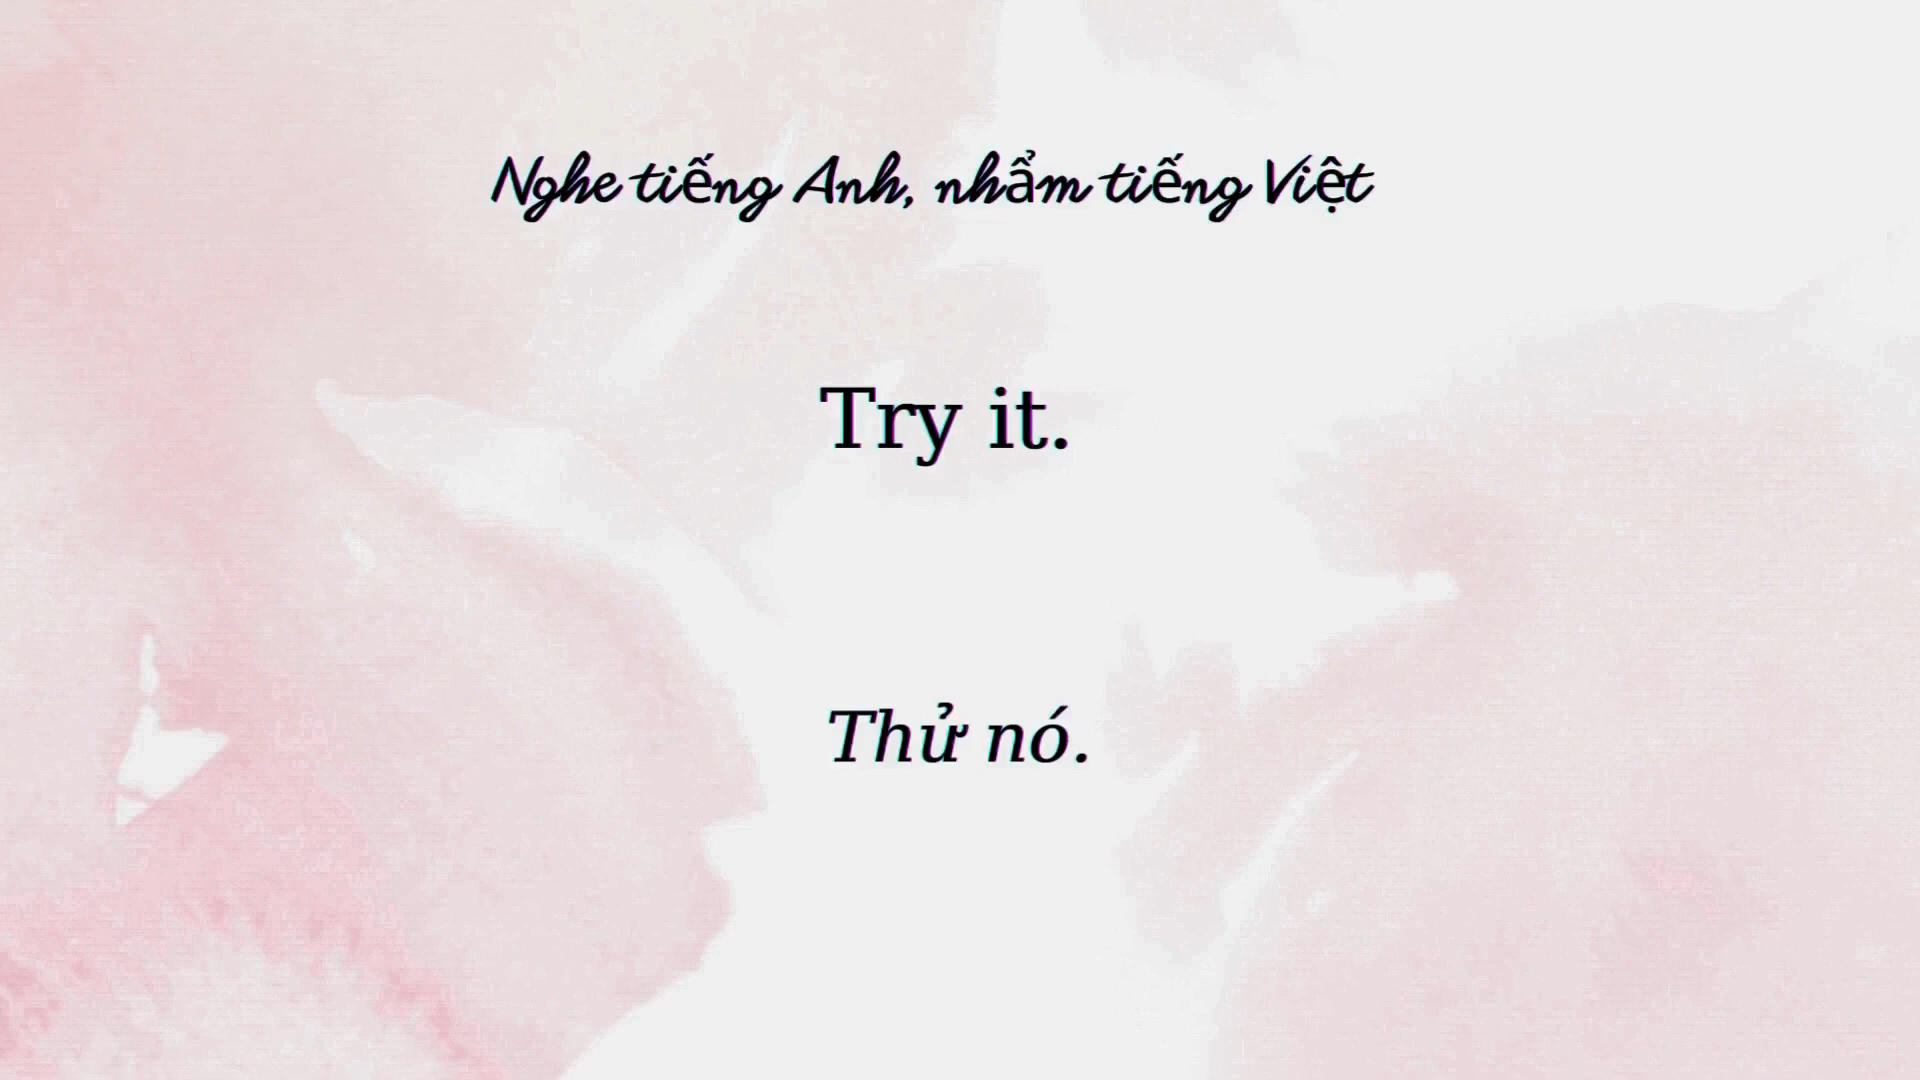 Nghe tiếng Anh, nhẩm tiếng Việt
Try it.
Thử nó.